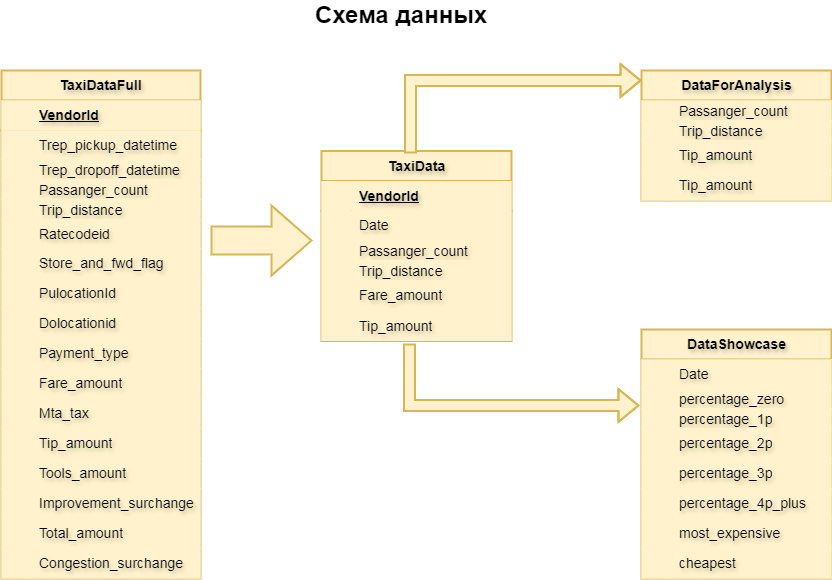 Схема данных
TaxiDataFull
VendorId
Trep_pickup_datetime
Trep_dropoff_datetime
Passanger_count
Trip_distance
Ratecodeid
Store_and_fwd_flag
PulocationId
Dolocationid
Payment_type
Fare_amount
Mta_tax
Tip_amount
Tools_amount
Improvement_surchange
Total_amount
Congestion_surchange
TaxiData
VendorId
Date
Passanger_count
Trip_distance
Fare_amount
Tip_amount
DataForAnalysis
Passanger_count
Trip_distance
Tip_amount
Tip_amount
DataShowcase
Date
percentage_zero
percentage_1p
percentage_2p
percentage_3p
percentage_4p_plus
most_expensive
cheapest